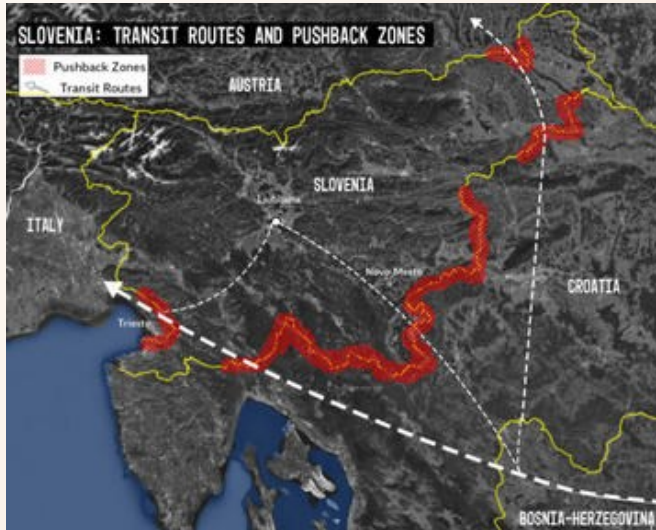 SLOVENIA: TRANSIT ROUTES AND PUSHBACK ZONES
Pushback Zones
Transit Routes
AUSTRIA
SLOVENIA
Ljubljana
ITALY
Novo Mesto
CROATIA
Trieste
BOSNIA-HERZEGOVINA